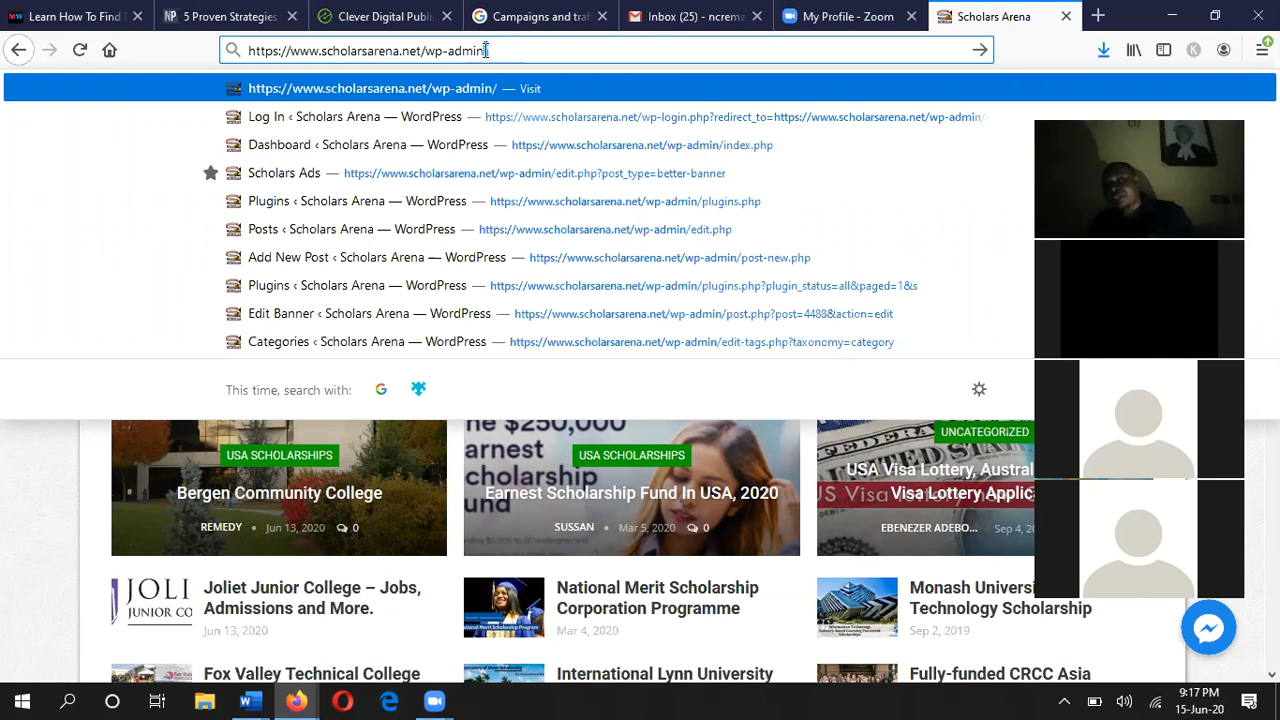 Learn How To Find
5 Proven Strategies
Clever Digital Publi
Campaigns and traf
Inbox (25) - ncreme
My Profile - Zoom
Scholars Arena
https://www.scholarsarena.net/wp-admin/
https://www.scholarsarena.net/wp-admin/ — Visit
Log In ‹ Scholars Arena — WordPress — https://www.scholarsarena.net/wp-login.php?redirect_to=https://www.scholarsarena.net/wp-admin/
Dashboard ‹ Scholars Arena — WordPress — https://www.scholarsarena.net/wp-admin/index.php
Scholars Ads — https://www.scholarsarena.net/wp-admin/edit.php?post_type=better-banner
Plugins ‹ Scholars Arena — WordPress — https://www.scholarsarena.net/wp-admin/plugins.php
Posts ‹ Scholars Arena — WordPress — https://www.scholarsarena.net/wp-admin/edit.php
Add New Post ‹ Scholars Arena — WordPress — https://www.scholarsarena.net/wp-admin/post-new.php
Plugins ‹ Scholars Arena — WordPress — https://www.scholarsarena.net/wp-admin/plugins.php?plugin_status=all&paged=1&s
Edit Banner ‹ Scholars Arena — WordPress — https://www.scholarsarena.net/wp-admin/post.php?post=4488&action=edit
Categories ‹ Scholars Arena — WordPress — https://www.scholarsarena.net/wp-admin/edit-tags.php?taxonomy=category
This time, search with:
USA SCHOLARSHIPS
Bergen Community College
REMEDY • Jun 13, 2020 0
he $250,000
arnest
cholarship
und
USA SCHOLARSHIPS
Earnest Scholarship Fund In USA, 2020
SUSSAN • Mar 5, 2020 0
UNCATEGORIZED
USA Visa Lottery, Austral
Visa Lottery Applic
EBENEZER ADEBO... • Sep 4, 20
JOLI
JUNIOR CO
Joliet Junior College – Jobs,
Admissions and More.
Jun 13, 2020
National Merit Scholarship
Corporation Programme
Mar 4, 2020
Monash Universi
Technology Scholarship
Sep 2, 2019
Fox Valley Technical College
International Lynn University
Fully-funded CRCC Asia
9:17 PM
15-Jun-20